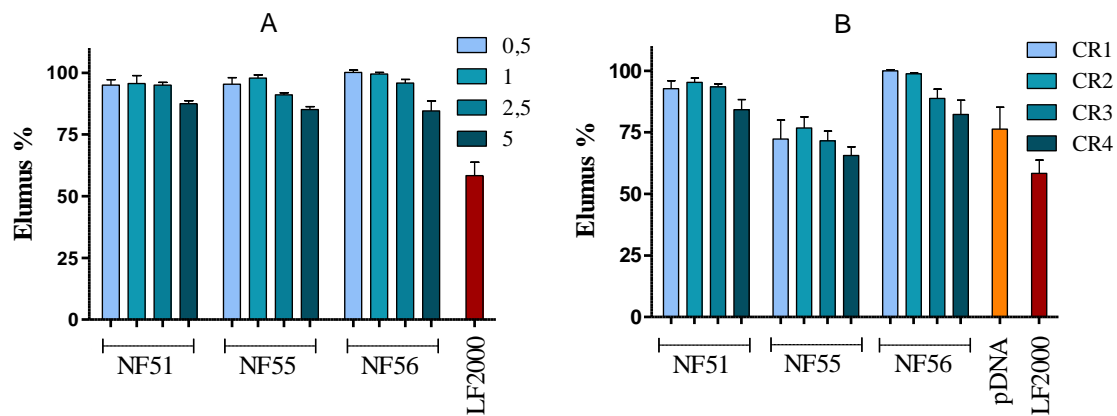 A
Elumus %
100
75
50
25
0
NF51
NF55
NF56
LF2000
0,5
1
2,5
5
B
Elumus %
100
75
50
25
0
NF51
NF55
NF56
pDNA
LF2000
CR1
CR2
CR3
CR4